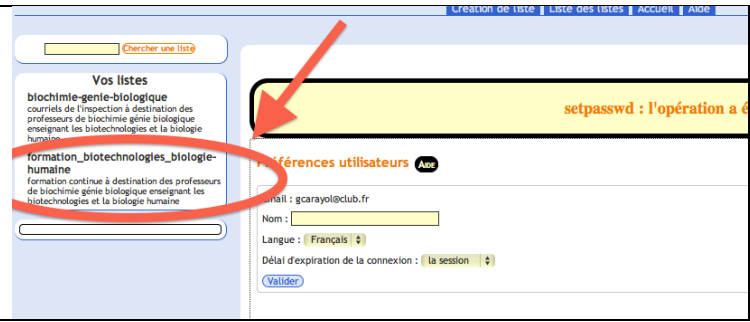 Création de liste Liste des listes Accueil Aide
Chercher une liste
Vos listes
biochimie-genie-biologique
courriels de l'inspection à destination des
professeurs de biochimie génie biologique
enseignant les biotechnologies et la biologie
humaine
formation_biotechnologies_biologie-
humaine
formation continue à destination des professeurs
de biochimie génie biologique enseignant les
biotechnologies et la biologie humaine
setpasswd : l'opération a é
Préférences utilisateurs AIDE
Email : gcarayol@club.fr
Nom :
Langue : Français
Délai d'expiration de la connexion : la session
Valider